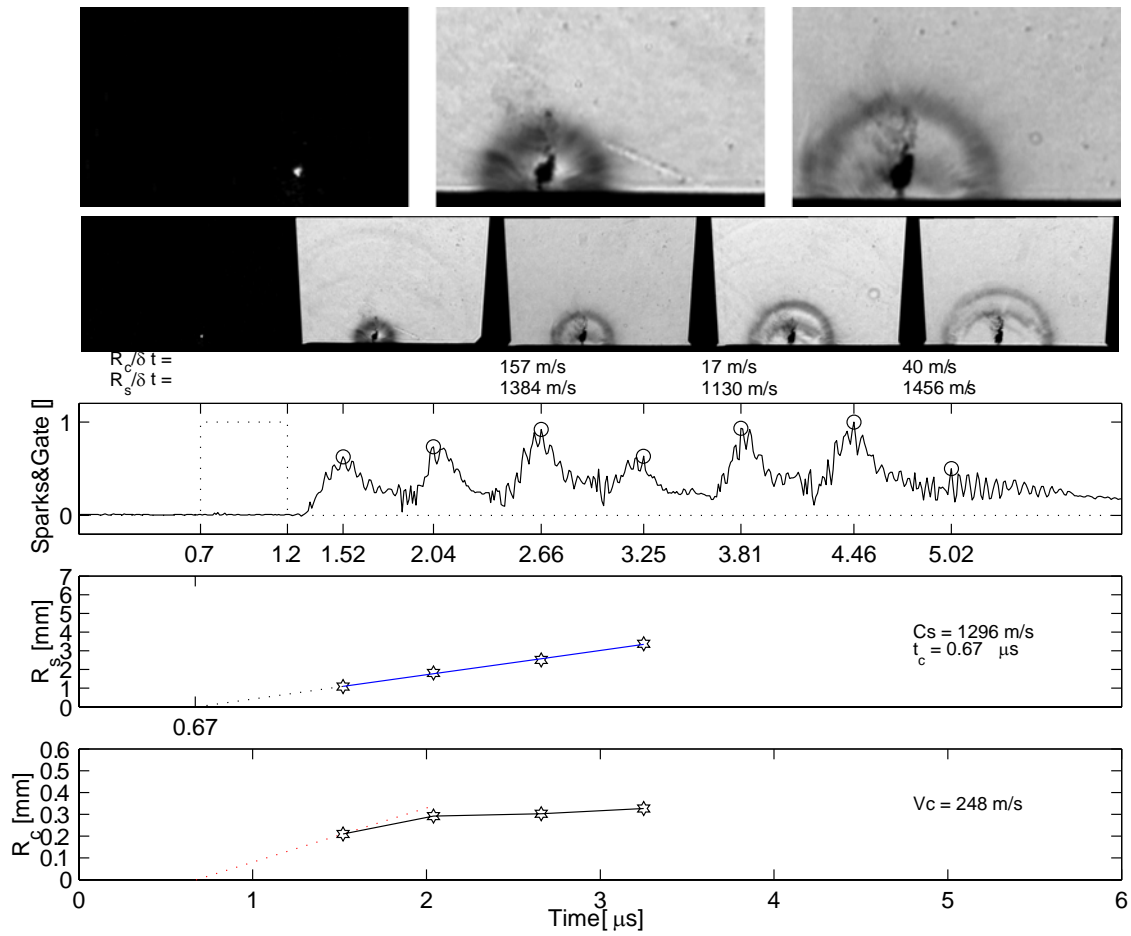 R_c/δ t =
157 m/s 17 m/s 40 m/s
R_s/δ t =
1384 m/s 1130 m/s 1456 m/s
Sparks&Gate []
1
0
0.7 1.2 1.52 2.04 2.66 3.25 3.81 4.46 5.02
R_s [mm]
7
6
5
4
3
2
1
0
Cs = 1296 m/s
t_c = 0.67 μs
0.67
R_c [mm]
0.6
0.5
0.4
0.3
0.2
0.1
0
Vc = 248 m/s
0 1 2 3 4 5 6
Time[ μs]